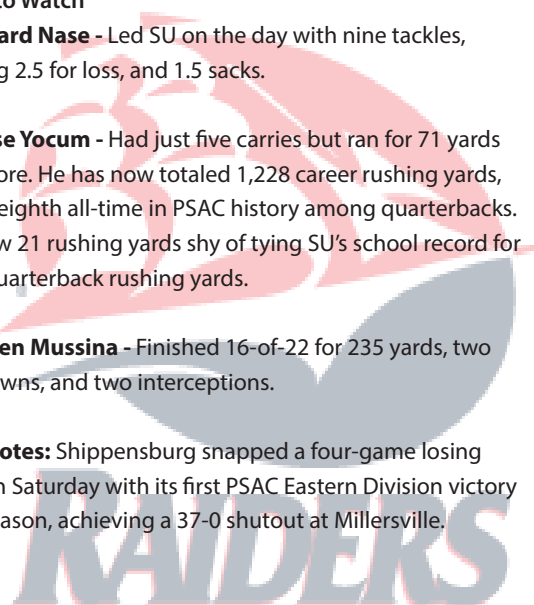 to Watch
ard Nase - Led SU on the day with nine tackles,
g 2.5 for loss, and 1.5 sacks.
se Yocum - Had just five carries but ran for 71 yards
ore. He has now totaled 1,228 career rushing yards,
eighth all-time in PSAC history among quarterbacks.
w 21 rushing yards shy of tying SU's school record for
uarterback rushing yards.
en Mussina - Finished 16-of-22 for 235 yards, two
wns, and two interceptions.
otes: Shippensburg snapped a four-game losing
n Saturday with its first PSAC Eastern Division victory
eason, achieving a 37-0 shutout at Millersville.
RAIDERS